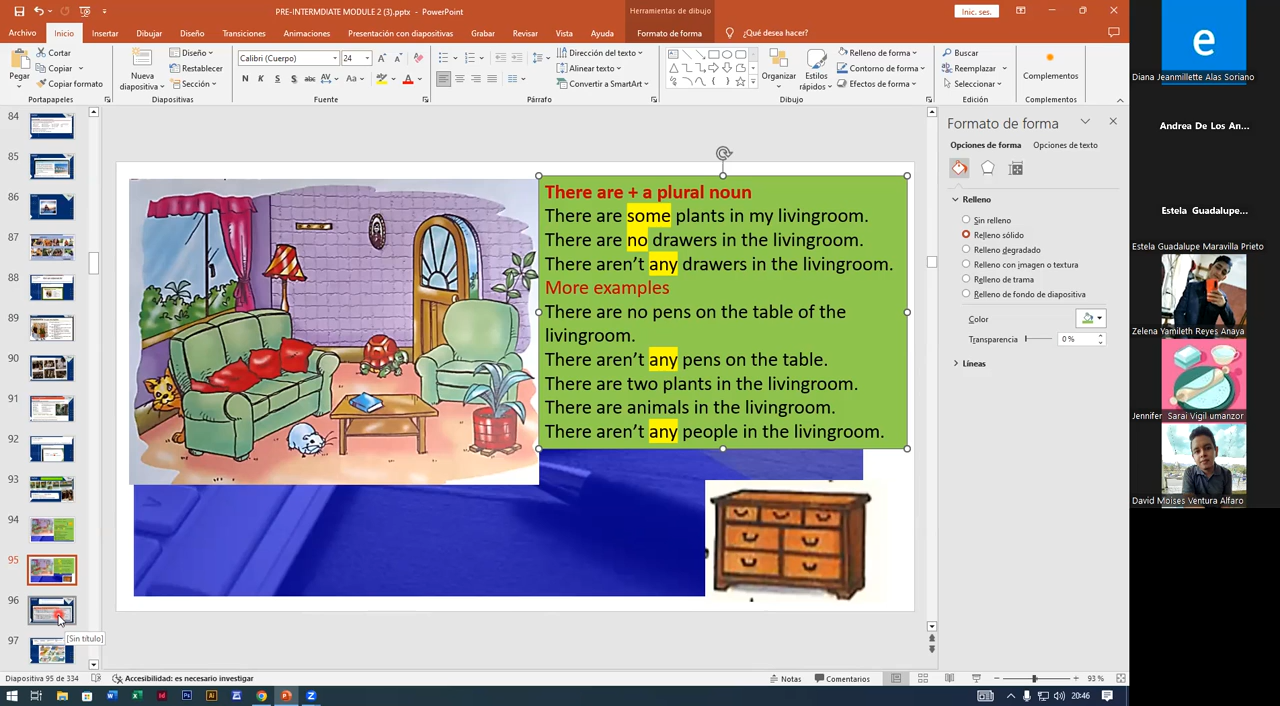 PRE-INTERMDIATE MODULE 2 (3).pptx - PowerPoint
Herramientas de dibujo
Inic. ses.
Archivo Inicio Insertar Dibujar Diseño Transiciones Animaciones Presentación con diapositivas Grabar Revisar Vista Ayuda Formato de forma ¿Qué desea hacer?
Pegar
Cortar
Copiar
Copiar formato
Portapapeles
Nueva diapositiva
Diseño
Restablecer
Sección
Diapositivas
Calibri (Cuerpo) 24
N K S S abc AV Aa A
Fuente
Párrafo
Dirección del texto
Alinear texto
Convertir a SmartArt
Organizar
Estilos rápidos
Relleno de forma
Contorno de forma
Efectos de forma
Dibujo
Buscar
Reemplazar
Seleccionar
Edición
Complementos
Complementos
84
85
86
87
88
89
90
91
92
93
94
95
96
97
[Sin título]
There are + a plural noun
There are some plants in my livingroom.
There are no drawers in the livingroom.
There aren't any drawers in the livingroom.
More examples
There are no pens on the table of the
livingroom.
There aren't any pens on the table.
There are two plants in the livingroom.
There are animals in the livingroom.
There aren't any people in the livingroom.
Formato de forma
Opciones de forma Opciones de texto
Relleno
Sin relleno
Relleno sólido
Relleno degradado
Relleno con imagen o textura
Relleno de trama
Relleno de fondo de diapositiva
Color
Transparencia 0 %
Líneas
e
Diana Jeanmillette Alas Soriano
Andrea De Los An...
Estela Guadalupe...
Estela Guadalupe Maravilla Prieto
Zelena Yamileth Reyes Anaya
Jennifer Sarai Vigil umanzor
David Moises Ventura Alfaro
Diapositiva 95 de 334
Accesibilidad: es necesario investigar
Notas
Comentarios
93 %
20:46